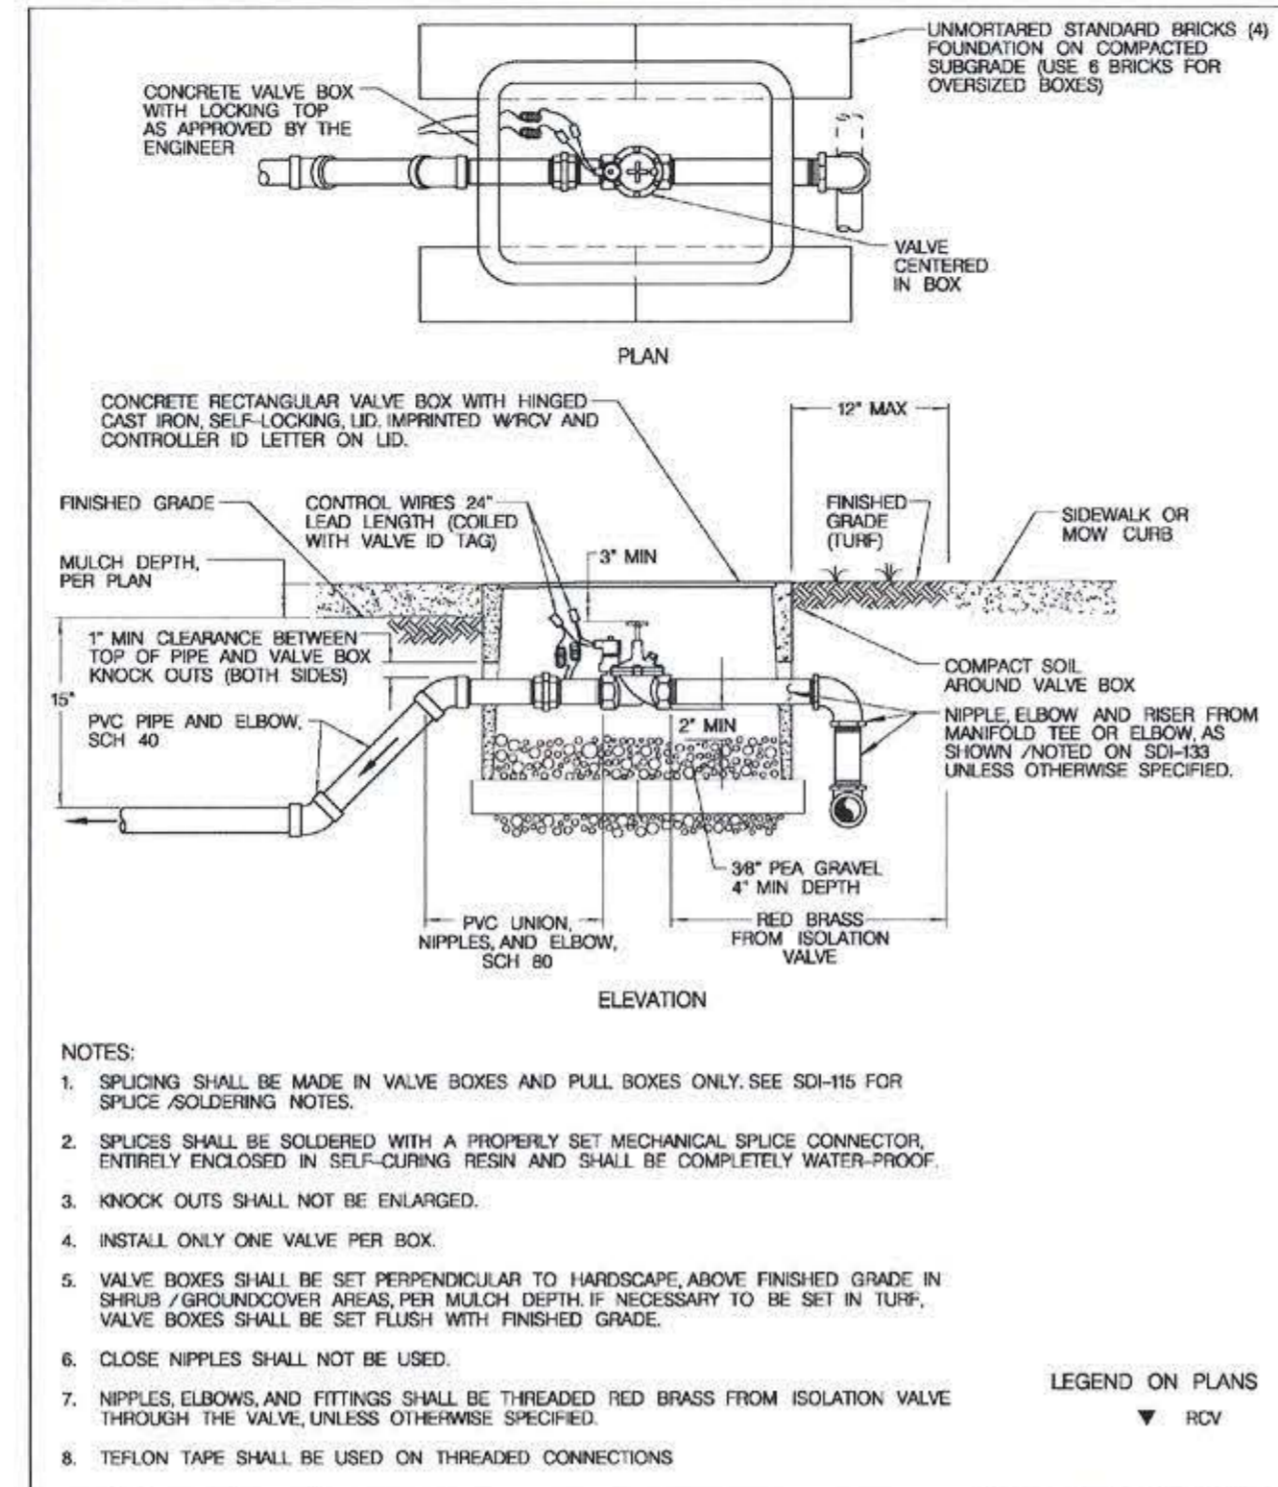 UNMORTARED STANDARD BRICKS (4)
FOUNDATION ON COMPACTED
SUBGRADE (USE 6 BRICKS FOR
OVERSIZED BOXES)
CONCRETE VALVE BOX
WITH LOCKING TOP
AS APPROVED BY THE
ENGINEER
VALVE
CENTERED
IN BOX
PLAN
CONCRETE RECTANGULAR VALVE BOX WITH HINGED
CAST IRON, SELF-LOCKING, LID. IMPRINTED W/RCV AND
CONTROLLER ID LETTER ON LID.
12" MAX
FINISHED GRADE
CONTROL WIRES 24"
LEAD LENGTH (COILED
WITH VALVE ID TAG)
FINISHED
GRADE
(TURF)
SIDEWALK OR
MOW CURB
MULCH DEPTH,
PER PLAN
3" MIN
1" MIN CLEARANCE BETWEEN
TOP OF PIPE AND VALVE BOX
KNOCK OUTS (BOTH SIDES)
15"
PVC PIPE AND ELBOW,
SCH 40
2" MIN
COMPACT SOIL
AROUND VALVE BOX
NIPPLE, ELBOW AND RISER FROM
MANIFOLD TEE OR ELBOW, AS
SHOWN /NOTED ON SDI-133
UNLESS OTHERWISE SPECIFIED.
3/8" PEA GRAVEL
4" MIN DEPTH
PVC UNION,
NIPPLES, AND ELBOW,
SCH 80
RED BRASS
FROM ISOLATION
VALVE
ELEVATION
NOTES:
1. SPLICING SHALL BE MADE IN VALVE BOXES AND PULL BOXES ONLY. SEE SDI-115 FOR
SPLICE /SOLDERING NOTES.
2. SPLICES SHALL BE SOLDERED WITH A PROPERLY SET MECHANICAL SPLICE CONNECTOR,
ENTIRELY ENCLOSED IN SELF-CURING RESIN AND SHALL BE COMPLETELY WATER-PROOF.
3. KNOCK OUTS SHALL NOT BE ENLARGED.
4. INSTALL ONLY ONE VALVE PER BOX.
5. VALVE BOXES SHALL BE SET PERPENDICULAR TO HARDSCAPE, ABOVE FINISHED GRADE IN
SHRUB /GROUNDCOVER AREAS, PER MULCH DEPTH. IF NECESSARY TO BE SET IN TURF,
VALVE BOXES SHALL BE SET FLUSH WITH FINISHED GRADE.
6. CLOSE NIPPLES SHALL NOT BE USED.
7. NIPPLES, ELBOWS, AND FITTINGS SHALL BE THREADED RED BRASS FROM ISOLATION VALVE
THROUGH THE VALVE, UNLESS OTHERWISE SPECIFIED.
8. TEFLON TAPE SHALL BE USED ON THREADED CONNECTIONS
LEGEND ON PLANS
▼ RCV